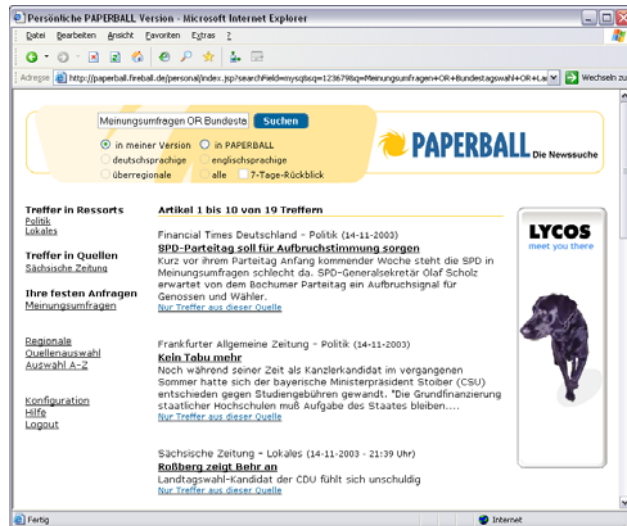 Persönliche PAPERBALL Version - Microsoft Internet Explorer
Datei Bearbeiten Ansicht Favoriten Extras ?
Adresse http://paperball.fireball.de/personal/index.jsp?searchField=mysq&sq=123679&q=Meinungsumfragen+OR+Bundestagswahl+OR+La Wechseln zu
Meinungsumfragen OR Bundesta Suchen
in meiner Version in PAPERBALL
deutschsprachige englischsprachige
überregionale alle 7-Tage-Rückblick
PAPERBALL Die Newssuche
Treffer in Ressorts
Politik
Lokales
Treffer in Quellen
Sächsische Zeitung
Ihre festen Anfragen
Meinungsumfragen
Regionale
Quellenauswahl
Auswahl A-Z
Konfiguration
Hilfe
Logout
Artikel 1 bis 10 von 19 Treffern
Financial Times Deutschland - Politik (14-11-2003)
SPD-Parteitag soll für Aufbruchstimmung sorgen
Kurz vor ihrem Parteitag Anfang kommender Woche steht die SPD in
Meinungsumfragen schlecht da. SPD-Generalsekretär Olaf Scholz
erwartet von dem Bochumer Parteitag ein Aufbruchsignal für
Genossen und Wähler.
Nur Treffer aus dieser Quelle
Frankfurter Allgemeine Zeitung - Politik (14-11-2003)
Kein Tabu mehr
Noch während seiner Zeit als Kanzlerkandidat im vergangenen
Sommer hatte sich der bayerische Ministerpräsident Stoiber (CSU)
entschieden gegen Studiengebühren gewandt. "Die Grundfinanzierung
staatlicher Hochschulen muß Aufgabe des Staates bleiben....
Nur Treffer aus dieser Quelle
Sächsische Zeitung - Lokales (14-11-2003 - 21:39 Uhr)
Roßberg zeigt Behr an
Landtagswahl-Kandidat der CDU fühlt sich unschuldig
Nur Treffer aus dieser Quelle
LYCOS
meet you there
Fertig Internet